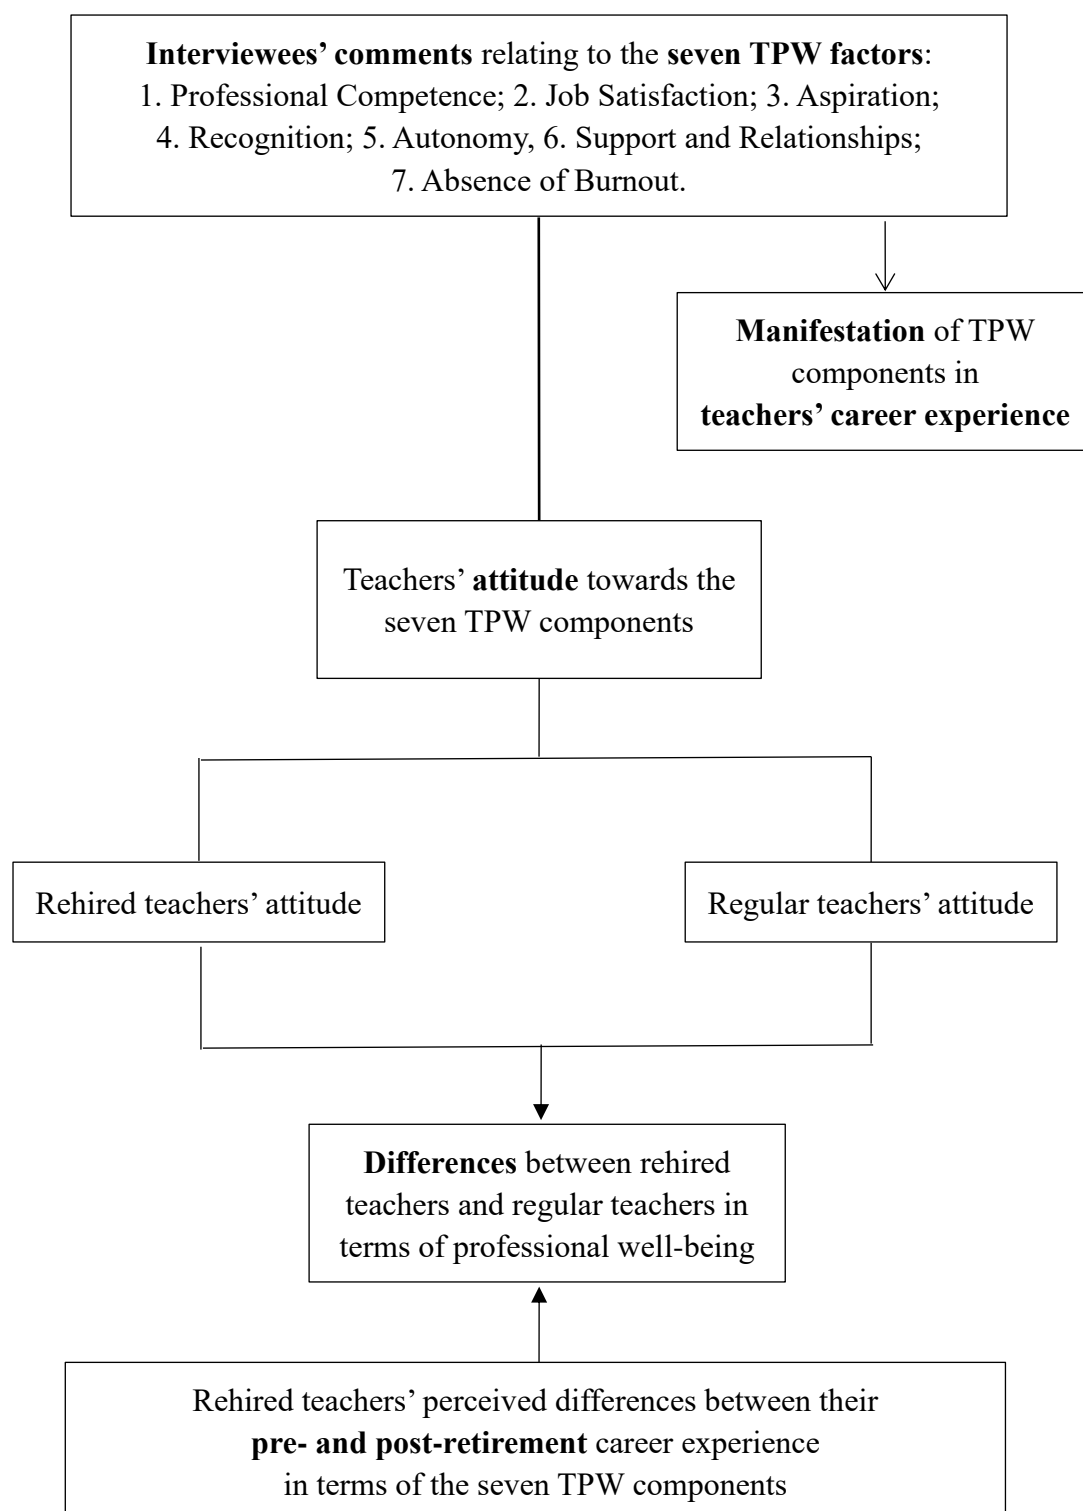 Interviewees’ comments relating to the seven TPW factors:
1. Professional Competence; 2. Job Satisfaction; 3. Aspiration;
4. Recognition; 5. Autonomy, 6. Support and Relationships;
7. Absence of Burnout.
Manifestation of TPW
components in
teachers’ career experience
Teachers’ attitude towards the
seven TPW components
Rehired teachers’ attitude
Regular teachers’ attitude
Differences between rehired
teachers and regular teachers in
terms of professional well-being
Rehired teachers’ perceived differences between their
pre- and post-retirement career experience
in terms of the seven TPW components